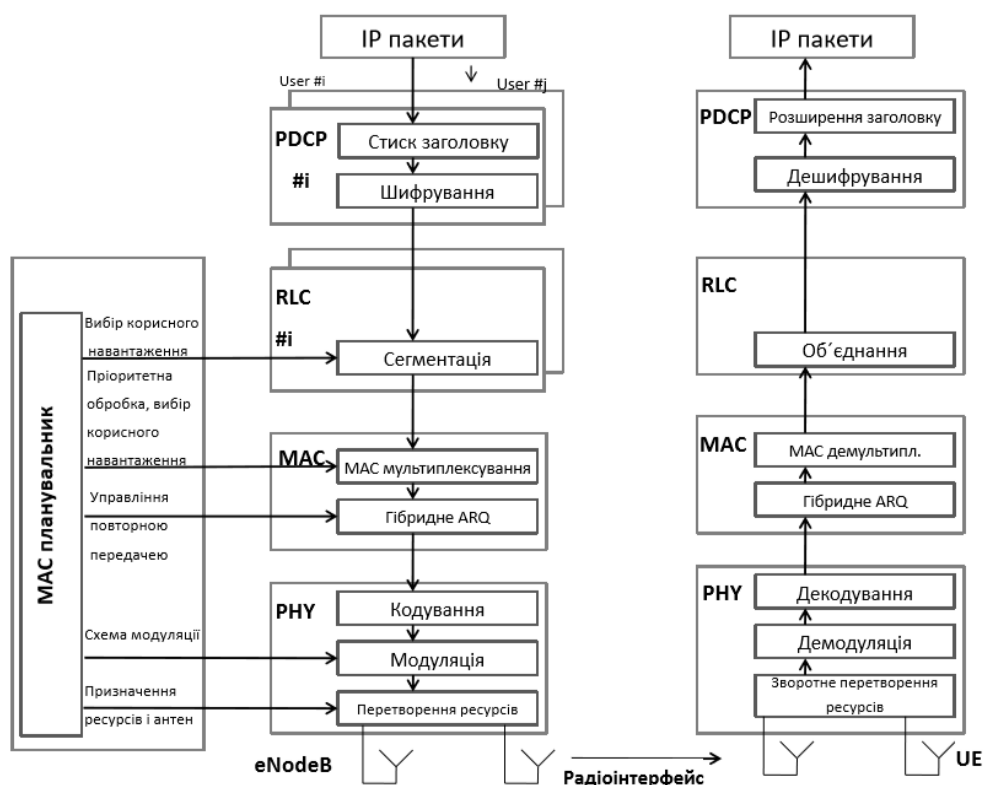 IP пакети
User #i
User #j
PDCP
#i
Стиск заголовку
Шифрування
RLC
#i
Сегментація
MAC
МАС мультиплексування
Гібридне ARQ
PHY
Кодування
Модуляція
Перетворення ресурсів
eNodeB
МАС планувальник
Вибір корисного
навантаження
Пріоритетна
обробка, вибір
корисного
навантаження
Управління
повторною
передачею
Схема модуляції
Призначення
ресурсів і антен
Радіоінтерфейс
IP пакети
PDCP
Розширення заголовку
Дешифрування
RLC
Об´єднання
MAC
МАС демультипл.
Гібридне ARQ
PHY
Декодування
Демодуляція
Зворотне перетворення
ресурсів
UE